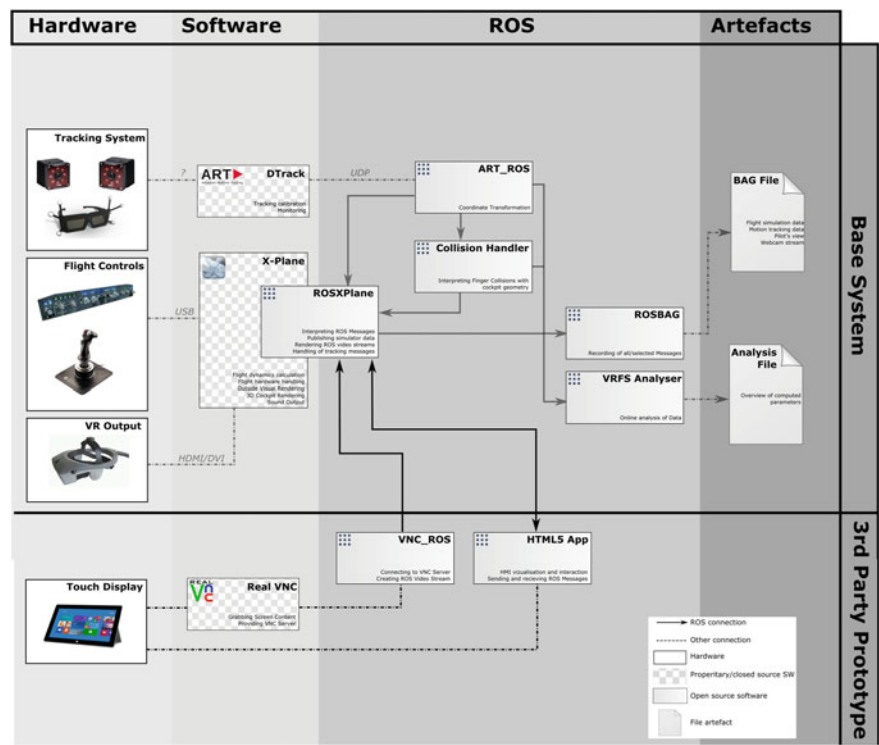 Hardware
Software
ROS
Artefacts
Tracking System
?
ART
DTrack
Tracking calibration
Monitoring
UDP
ART_ROS
Coordinate Transformation
BAG File
Flight simulation data
Motion tracking data
Pilot's view
Webcam stream
Base System
Flight Controls
USB
X-Plane
Flight dynamics calculation
Flight hardware handling
Outside Visual Rendering
3D Cockpit Rendering
Sound Output
ROSXPlane
Interpreting ROS Messages
Publishing simulator data
Rendering ROS video streams
Handling of tracking messages
Collision Handler
Interpreting Finger Collisions with
cockpit geometry
ROSBAG
Recording of all/selected Messages
VRFS Analyser
Online analysis of Data
Analysis
File
Overview of computed
parameters
VR Output
HDMI/DVI
VNC_ROS
Connecting to VNC Server
Creating ROS Video Stream
HTML5 App
HMI vizualisation and interaction
Sending and recieving ROS Messages
3rd Party Prototype
Touch Display
REAL
Vnc
Real VNC
Grabbing Screen Content
Providing VNC Server
ROS connection
Other connection
Hardware
Properitary/closed source SW
Open source software
File artefact